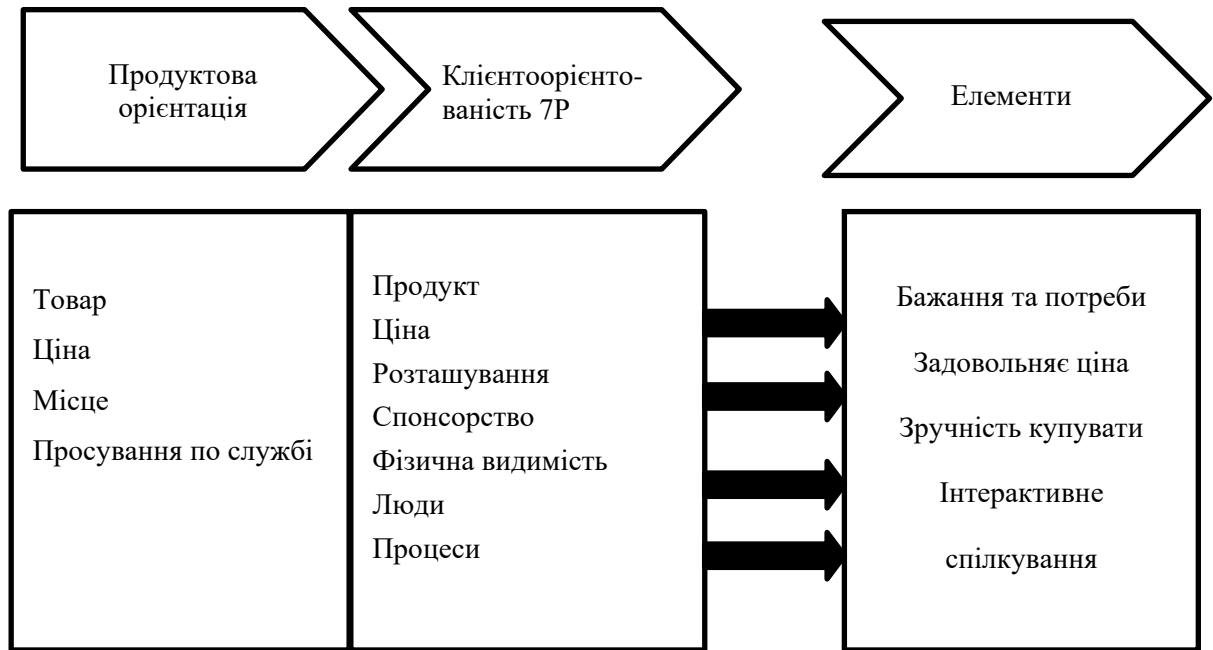 Продуктова
орієнтація
Клієнтоорієнто-
ваність 7Р
Елементи
Товар
Ціна
Місце
Просування по службі
Продукт
Ціна
Розташування
Спонсорство
Фізична видимість
Люди
Процеси
Бажання та потреби
Задовольняє ціна
Зручність купувати
Інтерактивне
спілкування